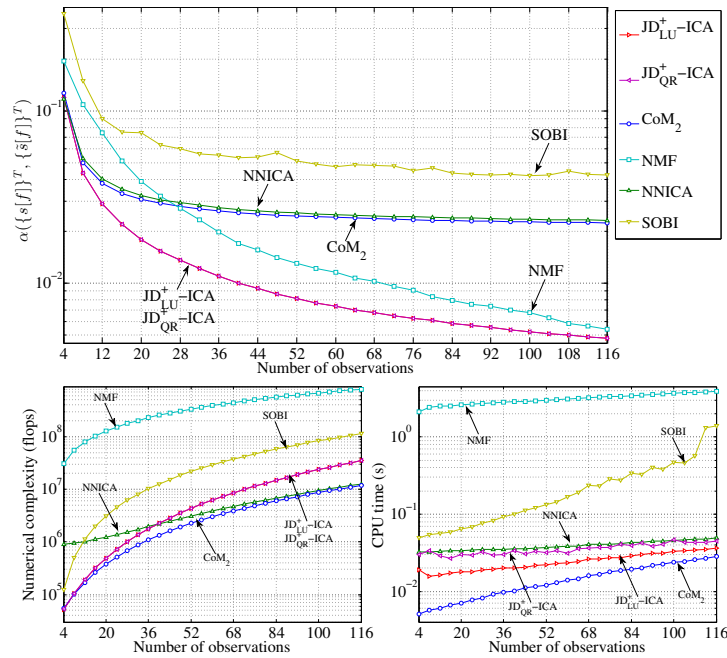 α({s[f]}ᵀ, {s̃[f]}ᵀ)
10⁻¹
10⁻²
SOBI
NNICA
CoM₂
NMF
JD⁺LU−ICA
JD⁺QR−ICA
4 12 20 28 36 44 52 60 68 76 84 92 100 108 116
Number of observations
JD⁺LU−ICA
JD⁺QR−ICA
CoM₂
NMF
NNICA
SOBI
Numerical complexity (flops)
10⁸
10⁷
10⁶
10⁵
NMF
SOBI
NNICA
JD⁺LU−ICA
JD⁺QR−ICA
CoM₂
4 20 36 52 68 84 100 116
Number of observations
CPU time (s)
10⁰
10⁻¹
10⁻²
NMF
SOBI
NNICA
JD⁺QR−ICA
JD⁺LU−ICA
CoM₂
4 20 36 52 68 84 100 116
Number of observations